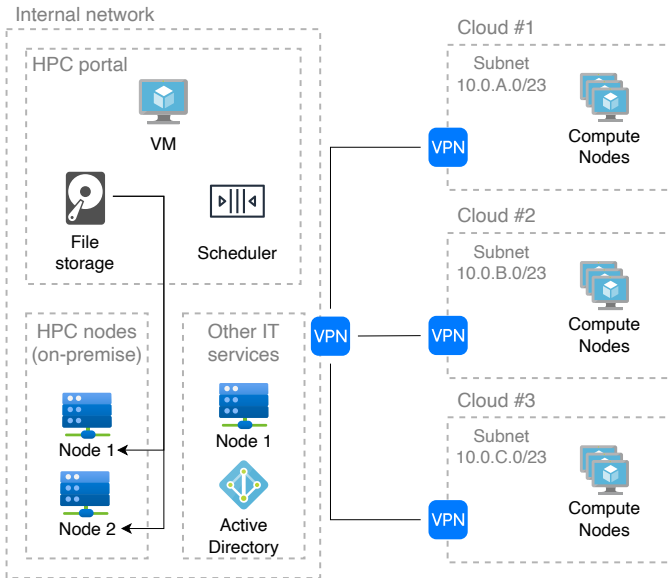 Internal network
HPC portal
VM
File
storage
Scheduler
HPC nodes
(on-premise)
Node 1
Node 2
Other IT
services
Node 1
Active
Directory
VPN
Cloud #1
Subnet
10.0.A.0/23
VPN
Compute
Nodes
Cloud #2
Subnet
10.0.B.0/23
VPN
Compute
Nodes
Cloud #3
Subnet
10.0.C.0/23
VPN
Compute
Nodes